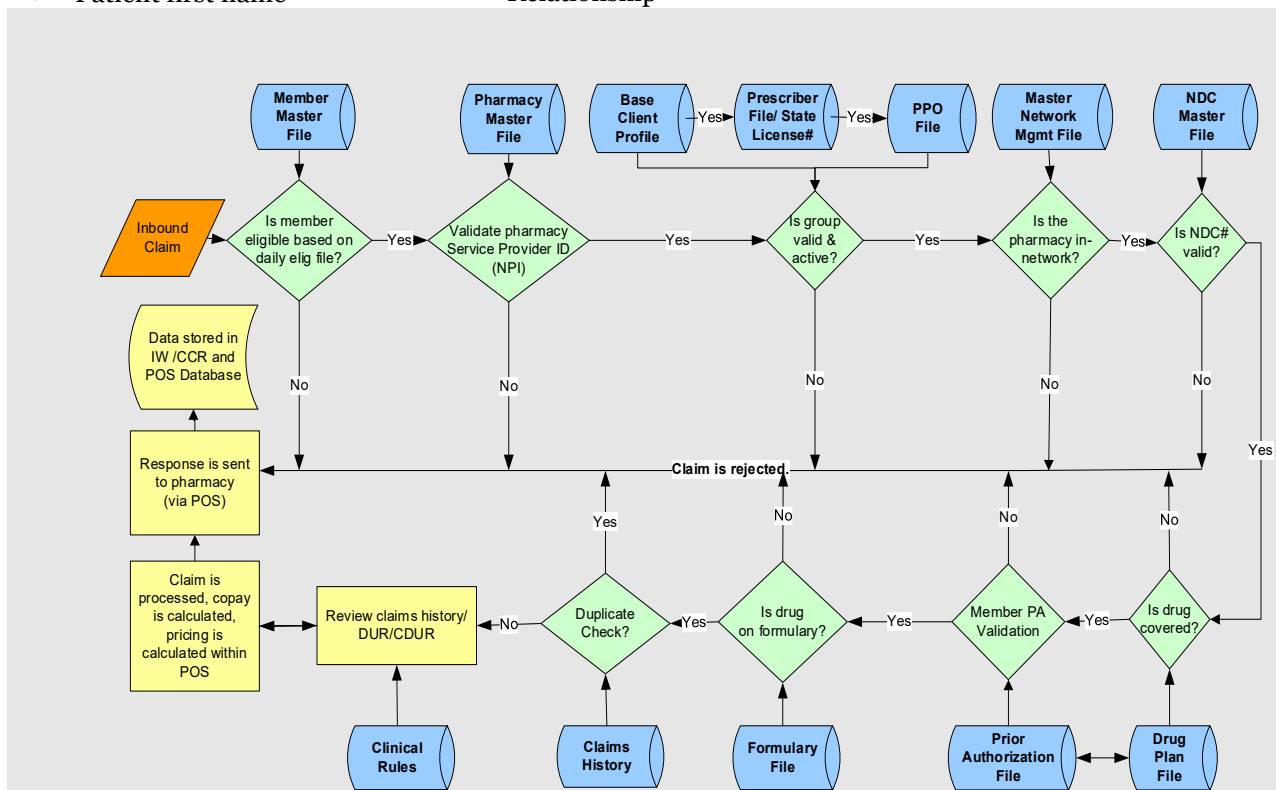 Patient first name
Relationship
Member
Master
File
Pharmacy
Master
File
Base
Client
Profile
Yes
Prescriber
File/ State
License#
Yes
PPO
File
Master
Network
Mgmt File
NDC
Master
File
Inbound
Claim
Is member
eligible based on
daily elig file?
Yes
Validate pharmacy
Service Provider ID
(NPI)
Yes
Is group
valid &
active?
Yes
Is the
pharmacy in-
network?
Yes
Is NDC#
valid?
Data stored in
IW /CCR and
POS Database
No
No
No
No
No
Yes
Response is sent
to pharmacy
(via POS)
Claim is rejected.
Yes
No
No
No
Claim is
processed, copay
is calculated,
pricing is
calculated within
POS
Review claims history/
DUR/CDUR
No
Duplicate
Check?
Yes
Is drug
on formulary?
Yes
Member PA
Validation
Yes
Is drug
covered?
Clinical
Rules
Claims
History
Formulary
File
Prior
Authorization
File
Drug
Plan
File